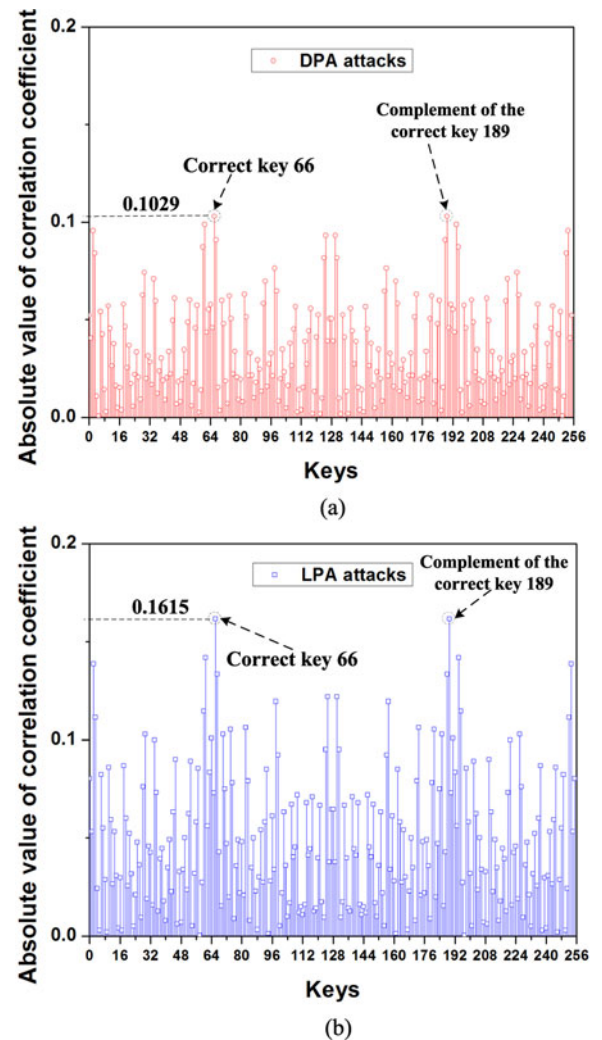 0.2
DPA attacks
Complement of the
correct key 189
Correct key 66
0.1029
0.1
0.0
Absolute value of correlation coefficient
0 16 32 48 64 80 96 112 128 144 160 176 192 208 224 240 256
Keys
(a)
0.2
LPA attacks
Complement of the
correct key 189
0.1615
Correct key 66
0.1
0.0
Absolute value of correlation coefficient
0 16 32 48 64 80 96 112 128 144 160 176 192 208 224 240 256
Keys
(b)